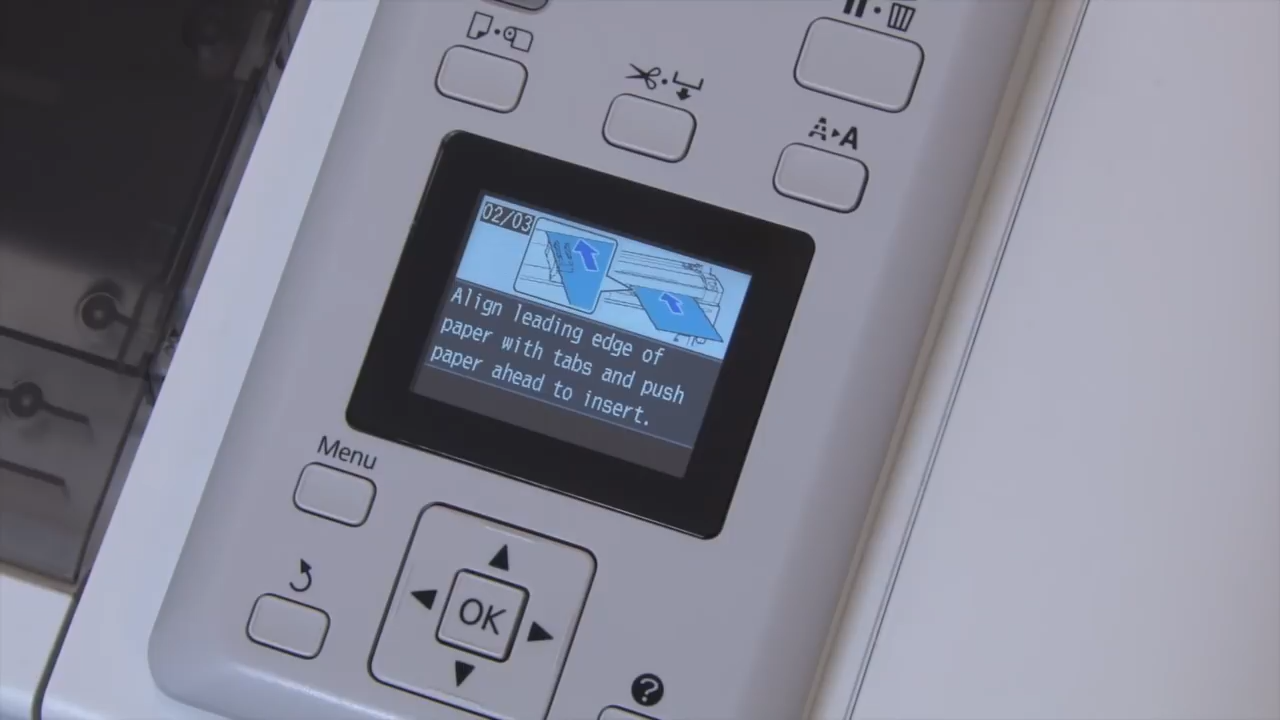 A▸A
02/03
Align leading edge of
paper with tabs and push
paper ahead to insert.
Menu
OK
?